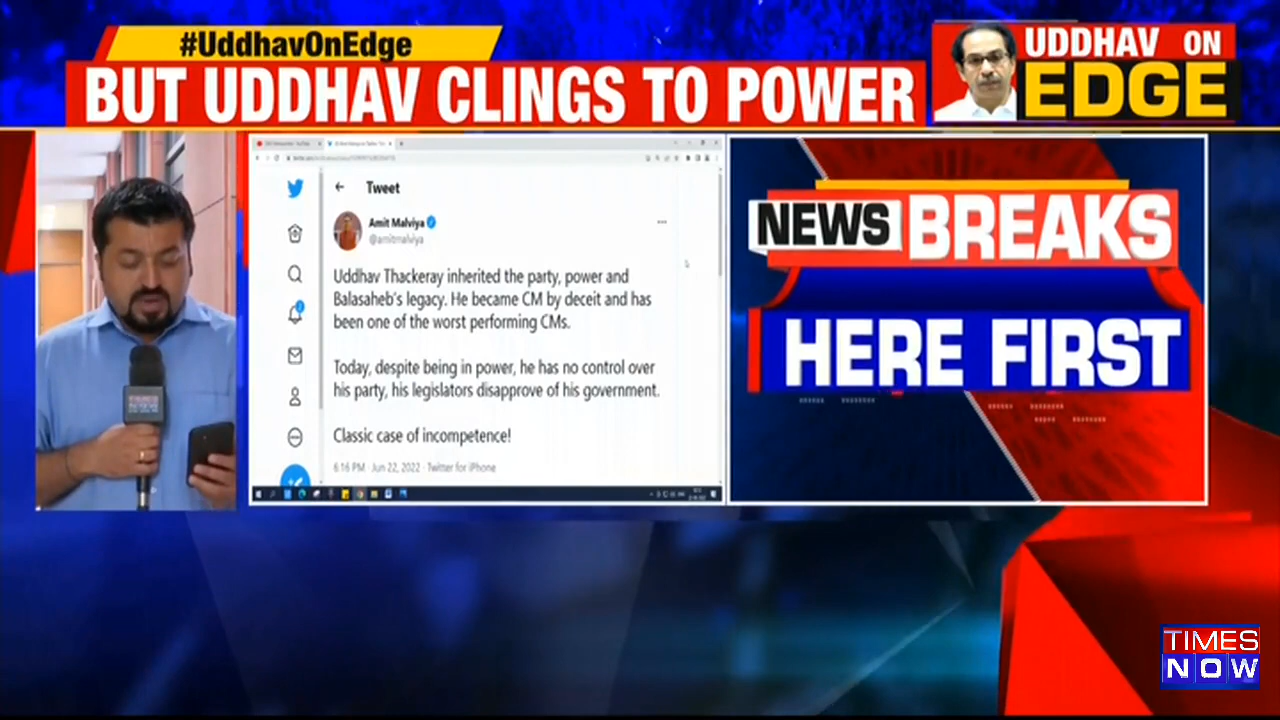 #UddhavOnEdge
BUT UDDHAV CLINGS TO POWER
UDDHAV ON
EDGE
Tweet
Amit Malviya
@amitmalviya
Uddhav Thackeray inherited the party, power and
Balasaheb's legacy. He became CM by deceit and has
been one of the worst performing CMs.
Today, despite being in power, he has no control over
his party, his legislators disapprove of his government.
Classic case of incompetence!
6:16 PM · Jun 22, 2022 · Twitter for iPhone
NEWS BREAKS
HERE FIRST
TIMES
NOW
TIMES
NOW